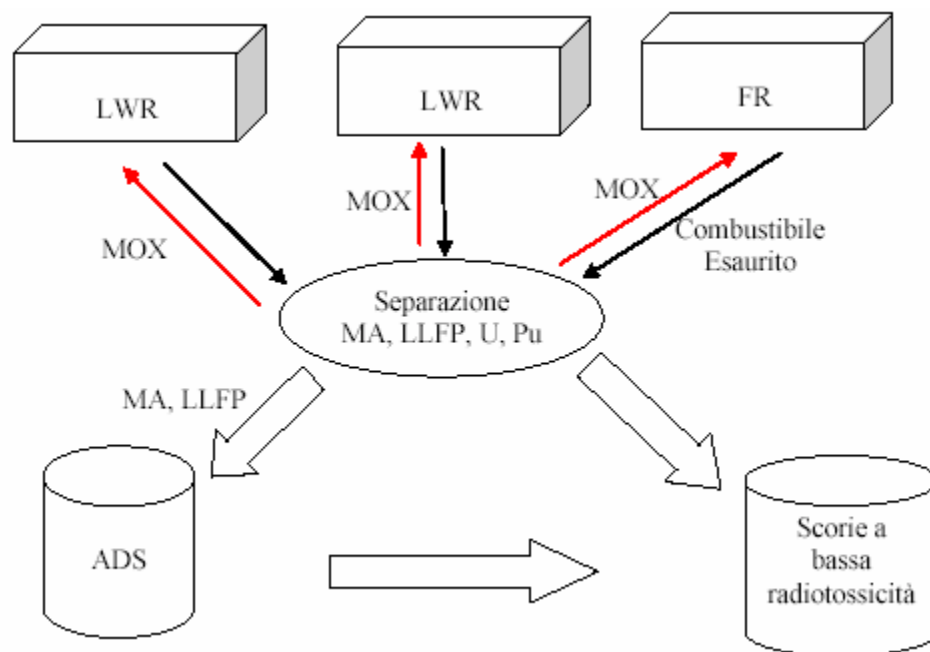 LWR
LWR
FR
MOX
MOX
MOX
Combustibile
Esaurito
Separazione
MA, LLFP, U, Pu
MA, LLFP
ADS
Scorie a
bassa
radiotossicità